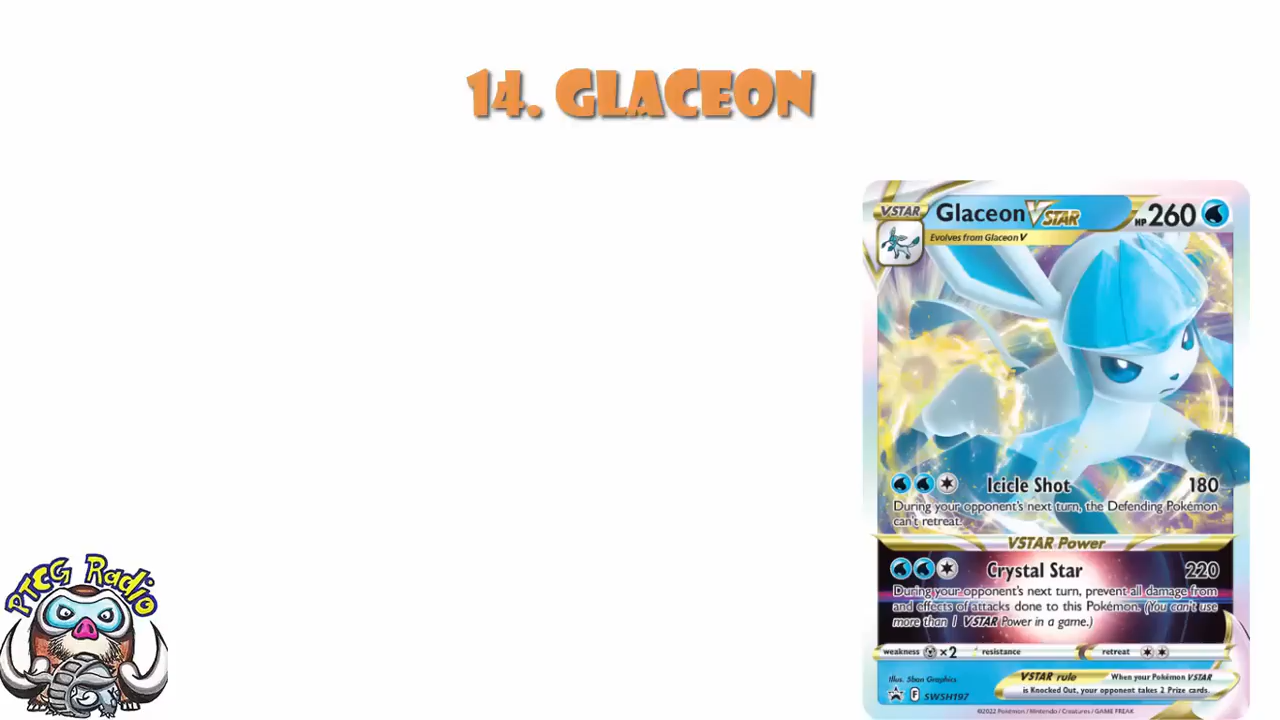 14. GLACEON
VSTAR
Glaceon VSTAR
HP 260
Evolves from Glaceon V
Icicle Shot 180
During your opponent's next turn, the Defending Pokémon
can't retreat.
VSTAR Power
Crystal Star 220
During your opponent's next turn, prevent all damage from
and effects of attacks done to this Pokémon. (You can't use
more than 1 VSTAR Power in a game.)
weakness ×2 resistance retreat
Illus. 5ban Graphics
VSTAR rule When your Pokémon VSTAR
is Knocked Out, your opponent takes 2 Prize cards.
F SWSH197
©2022 Pokémon / Nintendo / Creatures / GAME FREAK
PTCG Radio